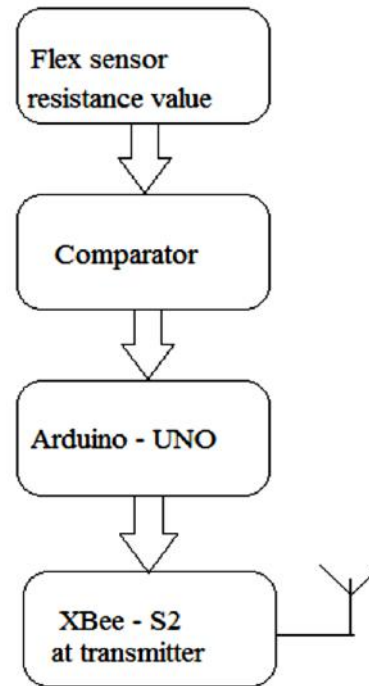 Flex sensor
resistance value
Comparator
Arduino - UNO
XBee - S2
at transmitter